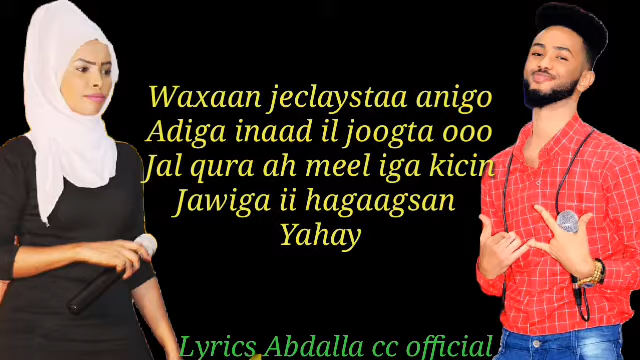 Waxaan jeclaystaa anigo
Adiga inaad il joogta ooo
Jal qura ah meel iga kicin
Jawiga ii hagaagsan
Yahay
Lyrics Abdalla cc official